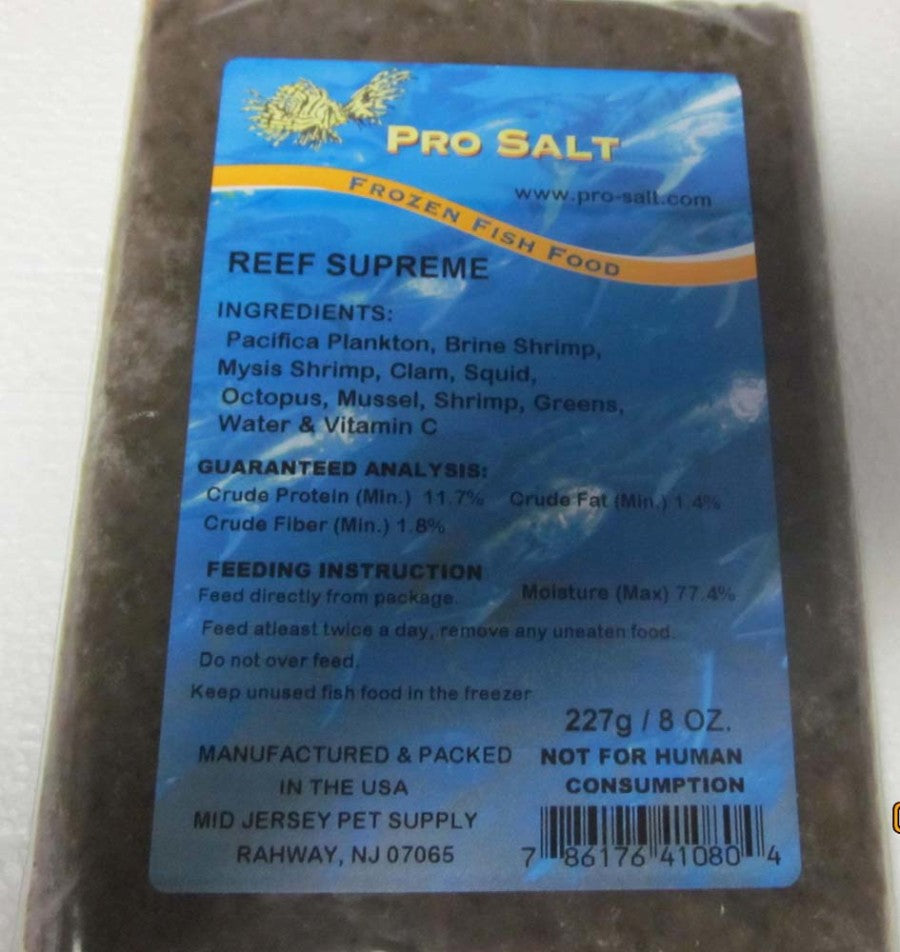 PRO SALT
www.pro-salt.com
FROZEN FISH FOOD
REEF SUPREME
INGREDIENTS:
Pacifica Plankton, Brine Shrimp,
Mysis Shrimp, Clam, Squid,
Octopus, Mussel, Shrimp, Greens,
Water & Vitamin C
GUARANTEED ANALYSIS:
Crude Protein (Min.) 11.7% Crude Fat (Min.) 1.4%
Crude Fiber (Min.) 1.8%
FEEDING INSTRUCTION
Feed directly from package. Moisture (Max) 77.4%
Feed atleast twice a day, remove any uneaten food.
Do not over feed.
Keep unused fish food in the freezer
227g / 8 OZ.
MANUFACTURED & PACKED
IN THE USA
MID JERSEY PET SUPPLY
RAHWAY, NJ 07065
NOT FOR HUMAN
CONSUMPTION
7 86176 41080 4